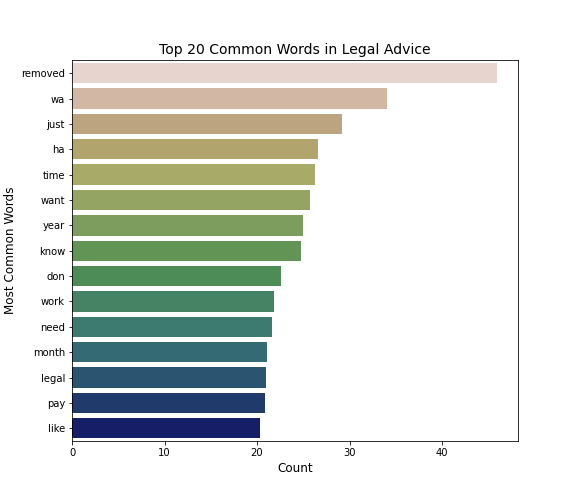 Top 20 Common Words in Legal Advice
removed
wa
just
ha
time
want
year
know
don
work
need
month
legal
pay
like
Most Common Words
0 10 20 30 40
Count